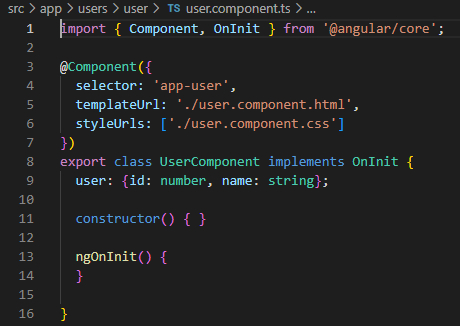 src > app > users > user > TS user.component.ts > ...
1 import { Component, OnInit } from '@angular/core';
2
3 @Component({
4   selector: 'app-user',
5   templateUrl: './user.component.html',
6   styleUrls: ['./user.component.css']
7 })
8 export class UserComponent implements OnInit {
9   user: {id: number, name: string};
10
11   constructor() { }
12
13   ngOnInit() {
14   }
15
16 }